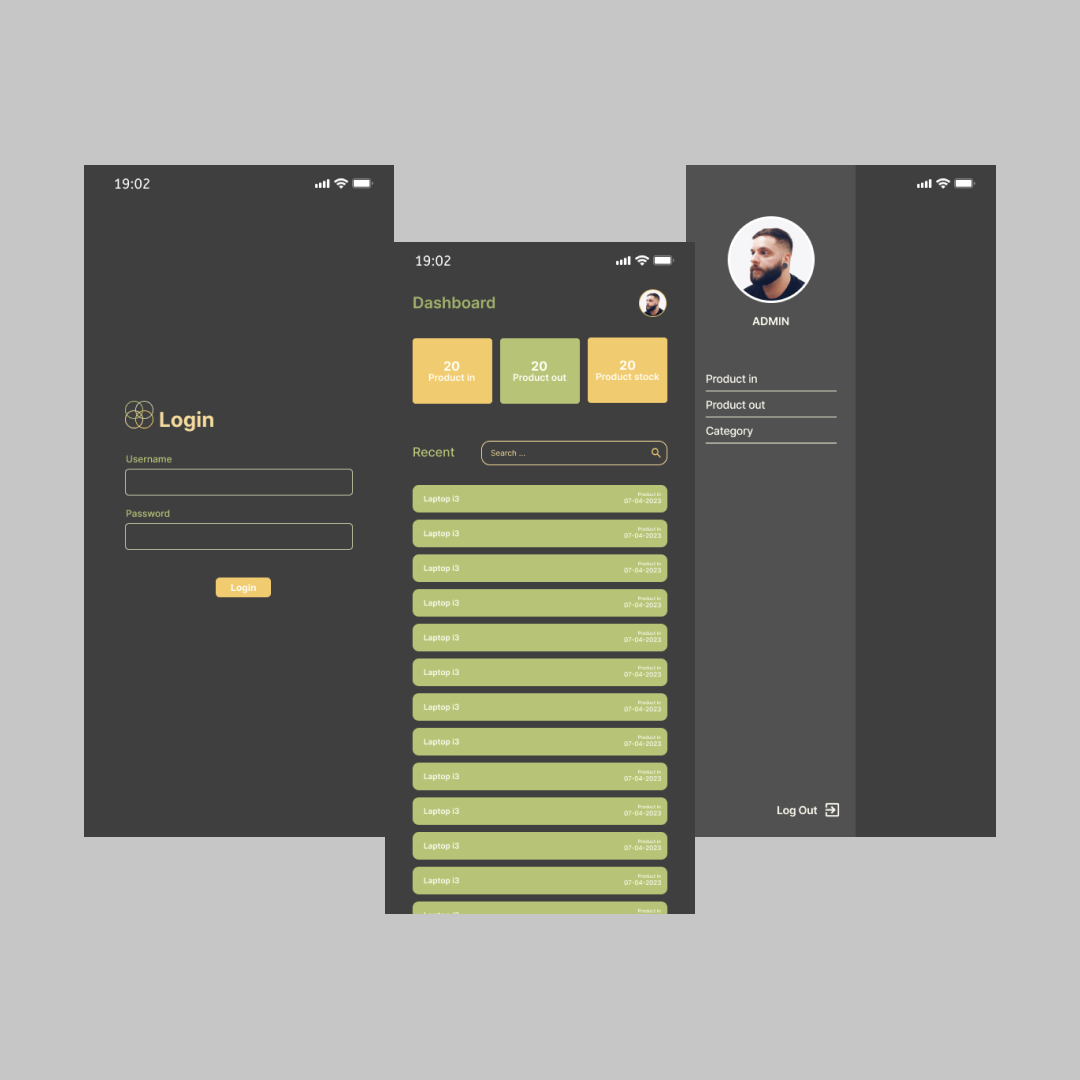 19:02
Login
Username
Password
Login
19:02
Dashboard
20
Product in
20
Product out
20
Product stock
Recent
Search ...
Laptop i3
Product in
07-04-2023
Laptop i3
Product in
07-04-2023
Laptop i3
Product in
07-04-2023
Laptop i3
Product in
07-04-2023
Laptop i3
Product in
07-04-2023
Laptop i3
Product in
07-04-2023
Laptop i3
Product in
07-04-2023
Laptop i3
Product in
07-04-2023
Laptop i3
Product in
07-04-2023
Laptop i3
Product in
07-04-2023
Laptop i3
Product in
07-04-2023
Laptop i3
Product in
07-04-2023
Laptop i3
Product in
ADMIN
Product in
Product out
Category
Log Out